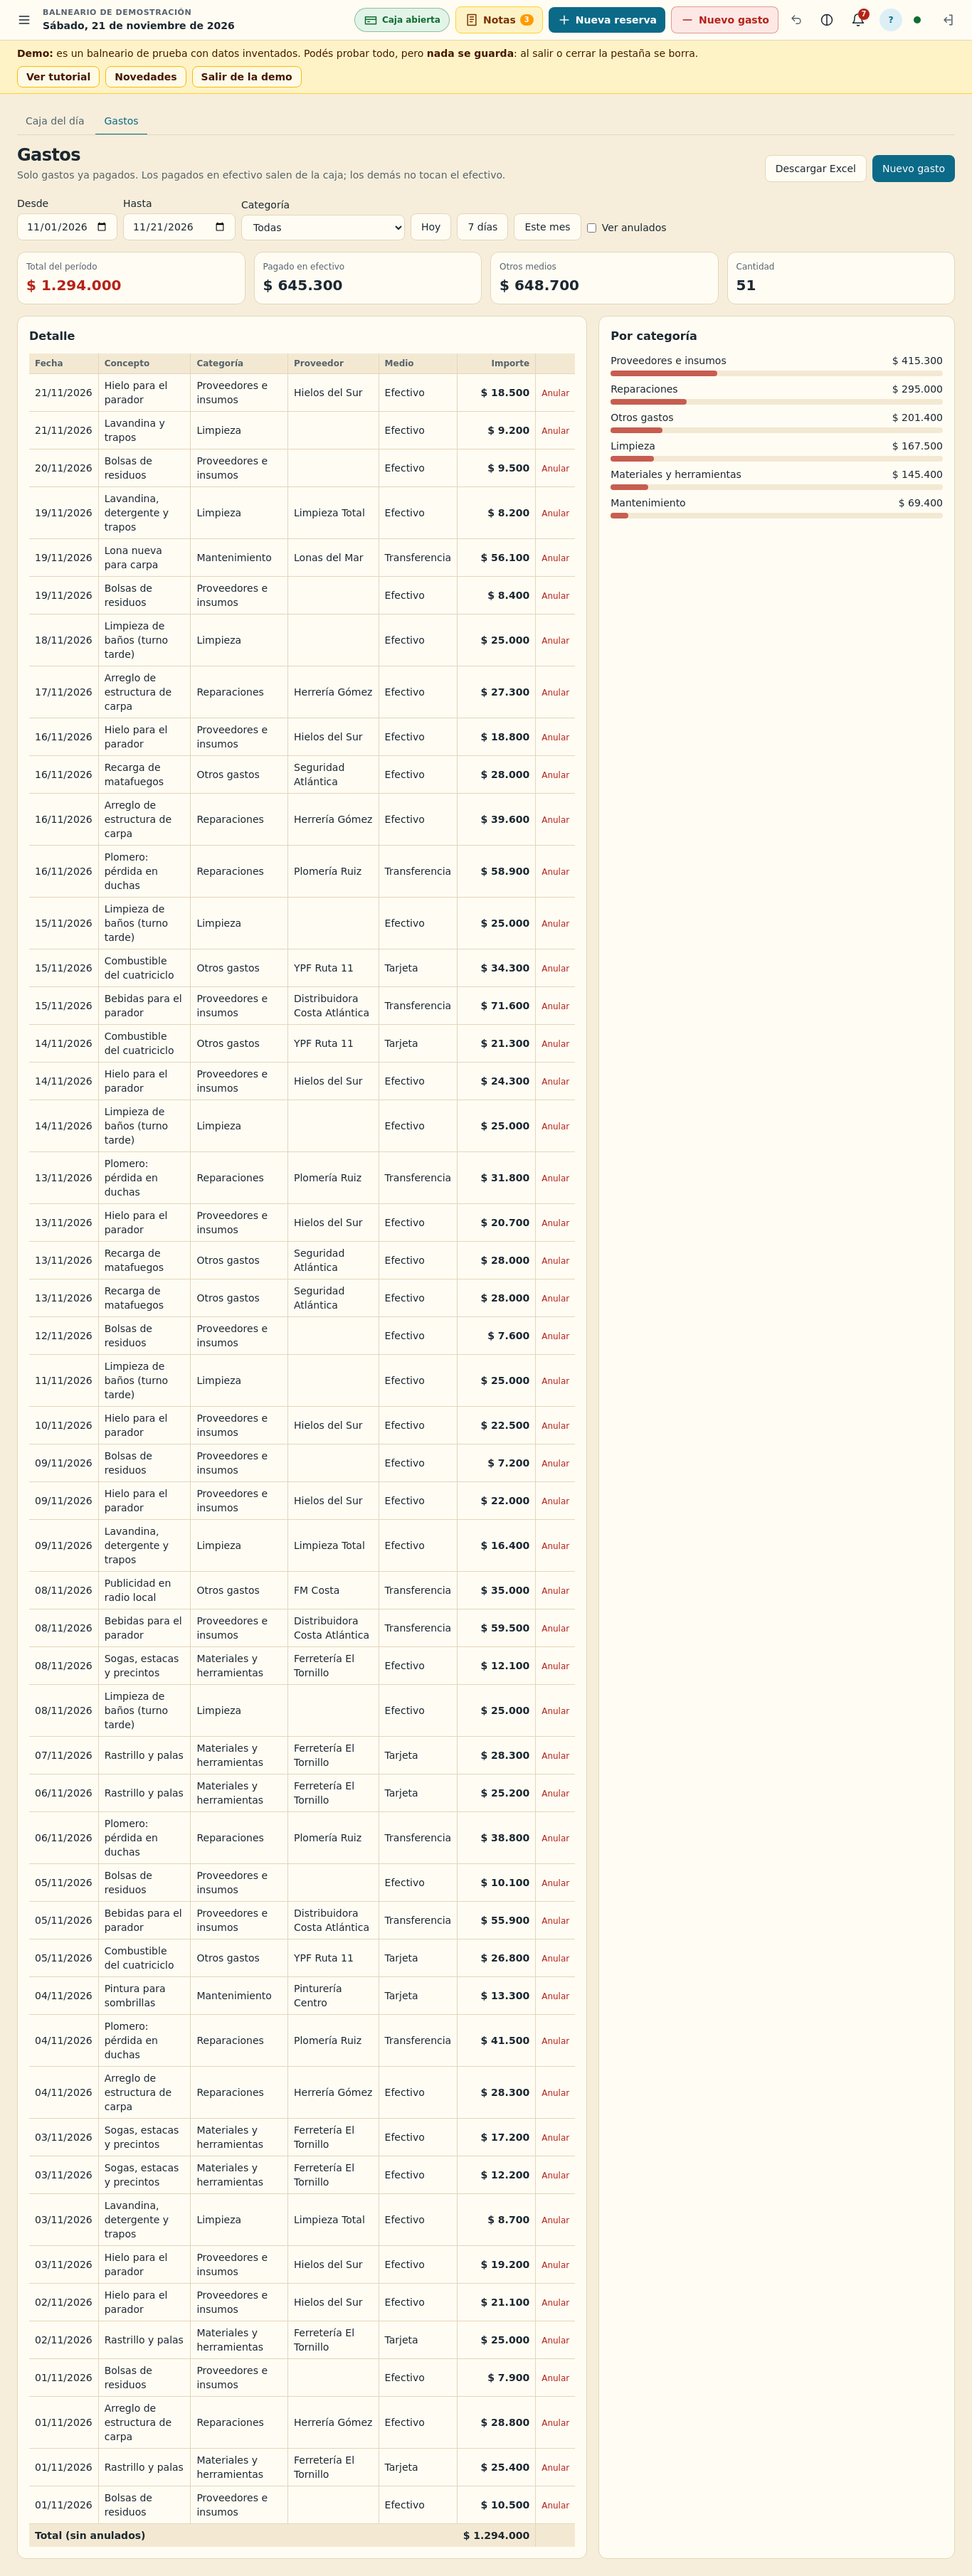 BALNEARIO DE DEMOSTRACIÓN
Sábado, 21 de noviembre de 2026
Caja abierta
Notas 3
Nueva reserva
Nuevo gasto
7
?
Demo: es un balneario de prueba con datos inventados. Podés probar todo, pero nada se guarda: al salir o cerrar la pestaña se borra.
Ver tutorial Novedades Salir de la demo
Caja del día Gastos
Gastos
Solo gastos ya pagados. Los pagados en efectivo salen de la caja; los demás no tocan el efectivo.
Descargar Excel Nuevo gasto
Desde Hasta Categoría
11/01/2026 11/21/2026 Todas Hoy 7 días Este mes Ver anulados
Total del período
$ 1.294.000
Pagado en efectivo
$ 645.300
Otros medios
$ 648.700
Cantidad
51
Detalle
Fecha Concepto Categoría Proveedor Medio Importe
21/11/2026 Hielo para el parador Proveedores e insumos Hielos del Sur Efectivo $ 18.500 Anular
21/11/2026 Lavandina y trapos Limpieza Efectivo $ 9.200 Anular
20/11/2026 Bolsas de residuos Proveedores e insumos Efectivo $ 9.500 Anular
19/11/2026 Lavandina, detergente y trapos Limpieza Limpieza Total Efectivo $ 8.200 Anular
19/11/2026 Lona nueva para carpa Mantenimiento Lonas del Mar Transferencia $ 56.100 Anular
19/11/2026 Bolsas de residuos Proveedores e insumos Efectivo $ 8.400 Anular
18/11/2026 Limpieza de baños (turno tarde) Limpieza Efectivo $ 25.000 Anular
17/11/2026 Arreglo de estructura de carpa Reparaciones Herrería Gómez Efectivo $ 27.300 Anular
16/11/2026 Hielo para el parador Proveedores e insumos Hielos del Sur Efectivo $ 18.800 Anular
16/11/2026 Recarga de matafuegos Otros gastos Seguridad Atlántica Efectivo $ 28.000 Anular
16/11/2026 Arreglo de estructura de carpa Reparaciones Herrería Gómez Efectivo $ 39.600 Anular
16/11/2026 Plomero: pérdida en duchas Reparaciones Plomería Ruiz Transferencia $ 58.900 Anular
15/11/2026 Limpieza de baños (turno tarde) Limpieza Efectivo $ 25.000 Anular
15/11/2026 Combustible del cuatriciclo Otros gastos YPF Ruta 11 Tarjeta $ 34.300 Anular
15/11/2026 Bebidas para el parador Proveedores e insumos Distribuidora Costa Atlántica Transferencia $ 71.600 Anular
14/11/2026 Combustible del cuatriciclo Otros gastos YPF Ruta 11 Tarjeta $ 21.300 Anular
14/11/2026 Hielo para el parador Proveedores e insumos Hielos del Sur Efectivo $ 24.300 Anular
14/11/2026 Limpieza de baños (turno tarde) Limpieza Efectivo $ 25.000 Anular
13/11/2026 Plomero: pérdida en duchas Reparaciones Plomería Ruiz Transferencia $ 31.800 Anular
13/11/2026 Hielo para el parador Proveedores e insumos Hielos del Sur Efectivo $ 20.700 Anular
13/11/2026 Recarga de matafuegos Otros gastos Seguridad Atlántica Efectivo $ 28.000 Anular
13/11/2026 Recarga de matafuegos Otros gastos Seguridad Atlántica Efectivo $ 28.000 Anular
12/11/2026 Bolsas de residuos Proveedores e insumos Efectivo $ 7.600 Anular
11/11/2026 Limpieza de baños (turno tarde) Limpieza Efectivo $ 25.000 Anular
10/11/2026 Hielo para el parador Proveedores e insumos Hielos del Sur Efectivo $ 22.500 Anular
09/11/2026 Bolsas de residuos Proveedores e insumos Efectivo $ 7.200 Anular
09/11/2026 Hielo para el parador Proveedores e insumos Hielos del Sur Efectivo $ 22.000 Anular
09/11/2026 Lavandina, detergente y trapos Limpieza Limpieza Total Efectivo $ 16.400 Anular
08/11/2026 Publicidad en radio local Otros gastos FM Costa Transferencia $ 35.000 Anular
08/11/2026 Bebidas para el parador Proveedores e insumos Distribuidora Costa Atlántica Transferencia $ 59.500 Anular
08/11/2026 Sogas, estacas y precintos Materiales y herramientas Ferretería El Tornillo Efectivo $ 12.100 Anular
08/11/2026 Limpieza de baños (turno tarde) Limpieza Efectivo $ 25.000 Anular
07/11/2026 Rastrillo y palas Materiales y herramientas Ferretería El Tornillo Tarjeta $ 28.300 Anular
06/11/2026 Rastrillo y palas Materiales y herramientas Ferretería El Tornillo Tarjeta $ 25.200 Anular
06/11/2026 Plomero: pérdida en duchas Reparaciones Plomería Ruiz Transferencia $ 38.800 Anular
05/11/2026 Bolsas de residuos Proveedores e insumos Efectivo $ 10.100 Anular
05/11/2026 Bebidas para el parador Proveedores e insumos Distribuidora Costa Atlántica Transferencia $ 55.900 Anular
05/11/2026 Combustible del cuatriciclo Otros gastos YPF Ruta 11 Tarjeta $ 26.800 Anular
04/11/2026 Pintura para sombrillas Mantenimiento Pinturería Centro Tarjeta $ 13.300 Anular
04/11/2026 Plomero: pérdida en duchas Reparaciones Plomería Ruiz Transferencia $ 41.500 Anular
04/11/2026 Arreglo de estructura de carpa Reparaciones Herrería Gómez Efectivo $ 28.300 Anular
03/11/2026 Sogas, estacas y precintos Materiales y herramientas Ferretería El Tornillo Efectivo $ 17.200 Anular
03/11/2026 Sogas, estacas y precintos Materiales y herramientas Ferretería El Tornillo Efectivo $ 12.200 Anular
03/11/2026 Lavandina, detergente y trapos Limpieza Limpieza Total Efectivo $ 8.700 Anular
03/11/2026 Hielo para el parador Proveedores e insumos Hielos del Sur Efectivo $ 19.200 Anular
02/11/2026 Hielo para el parador Proveedores e insumos Hielos del Sur Efectivo $ 21.100 Anular
02/11/2026 Rastrillo y palas Materiales y herramientas Ferretería El Tornillo Tarjeta $ 25.000 Anular
01/11/2026 Bolsas de residuos Proveedores e insumos Efectivo $ 7.900 Anular
01/11/2026 Arreglo de estructura de carpa Reparaciones Herrería Gómez Efectivo $ 28.800 Anular
01/11/2026 Rastrillo y palas Materiales y herramientas Ferretería El Tornillo Tarjeta $ 25.400 Anular
01/11/2026 Bolsas de residuos Proveedores e insumos Efectivo $ 10.500 Anular
Total (sin anulados) $ 1.294.000
Por categoría
Proveedores e insumos $ 415.300
Reparaciones $ 295.000
Otros gastos $ 201.400
Limpieza $ 167.500
Materiales y herramientas $ 145.400
Mantenimiento $ 69.400